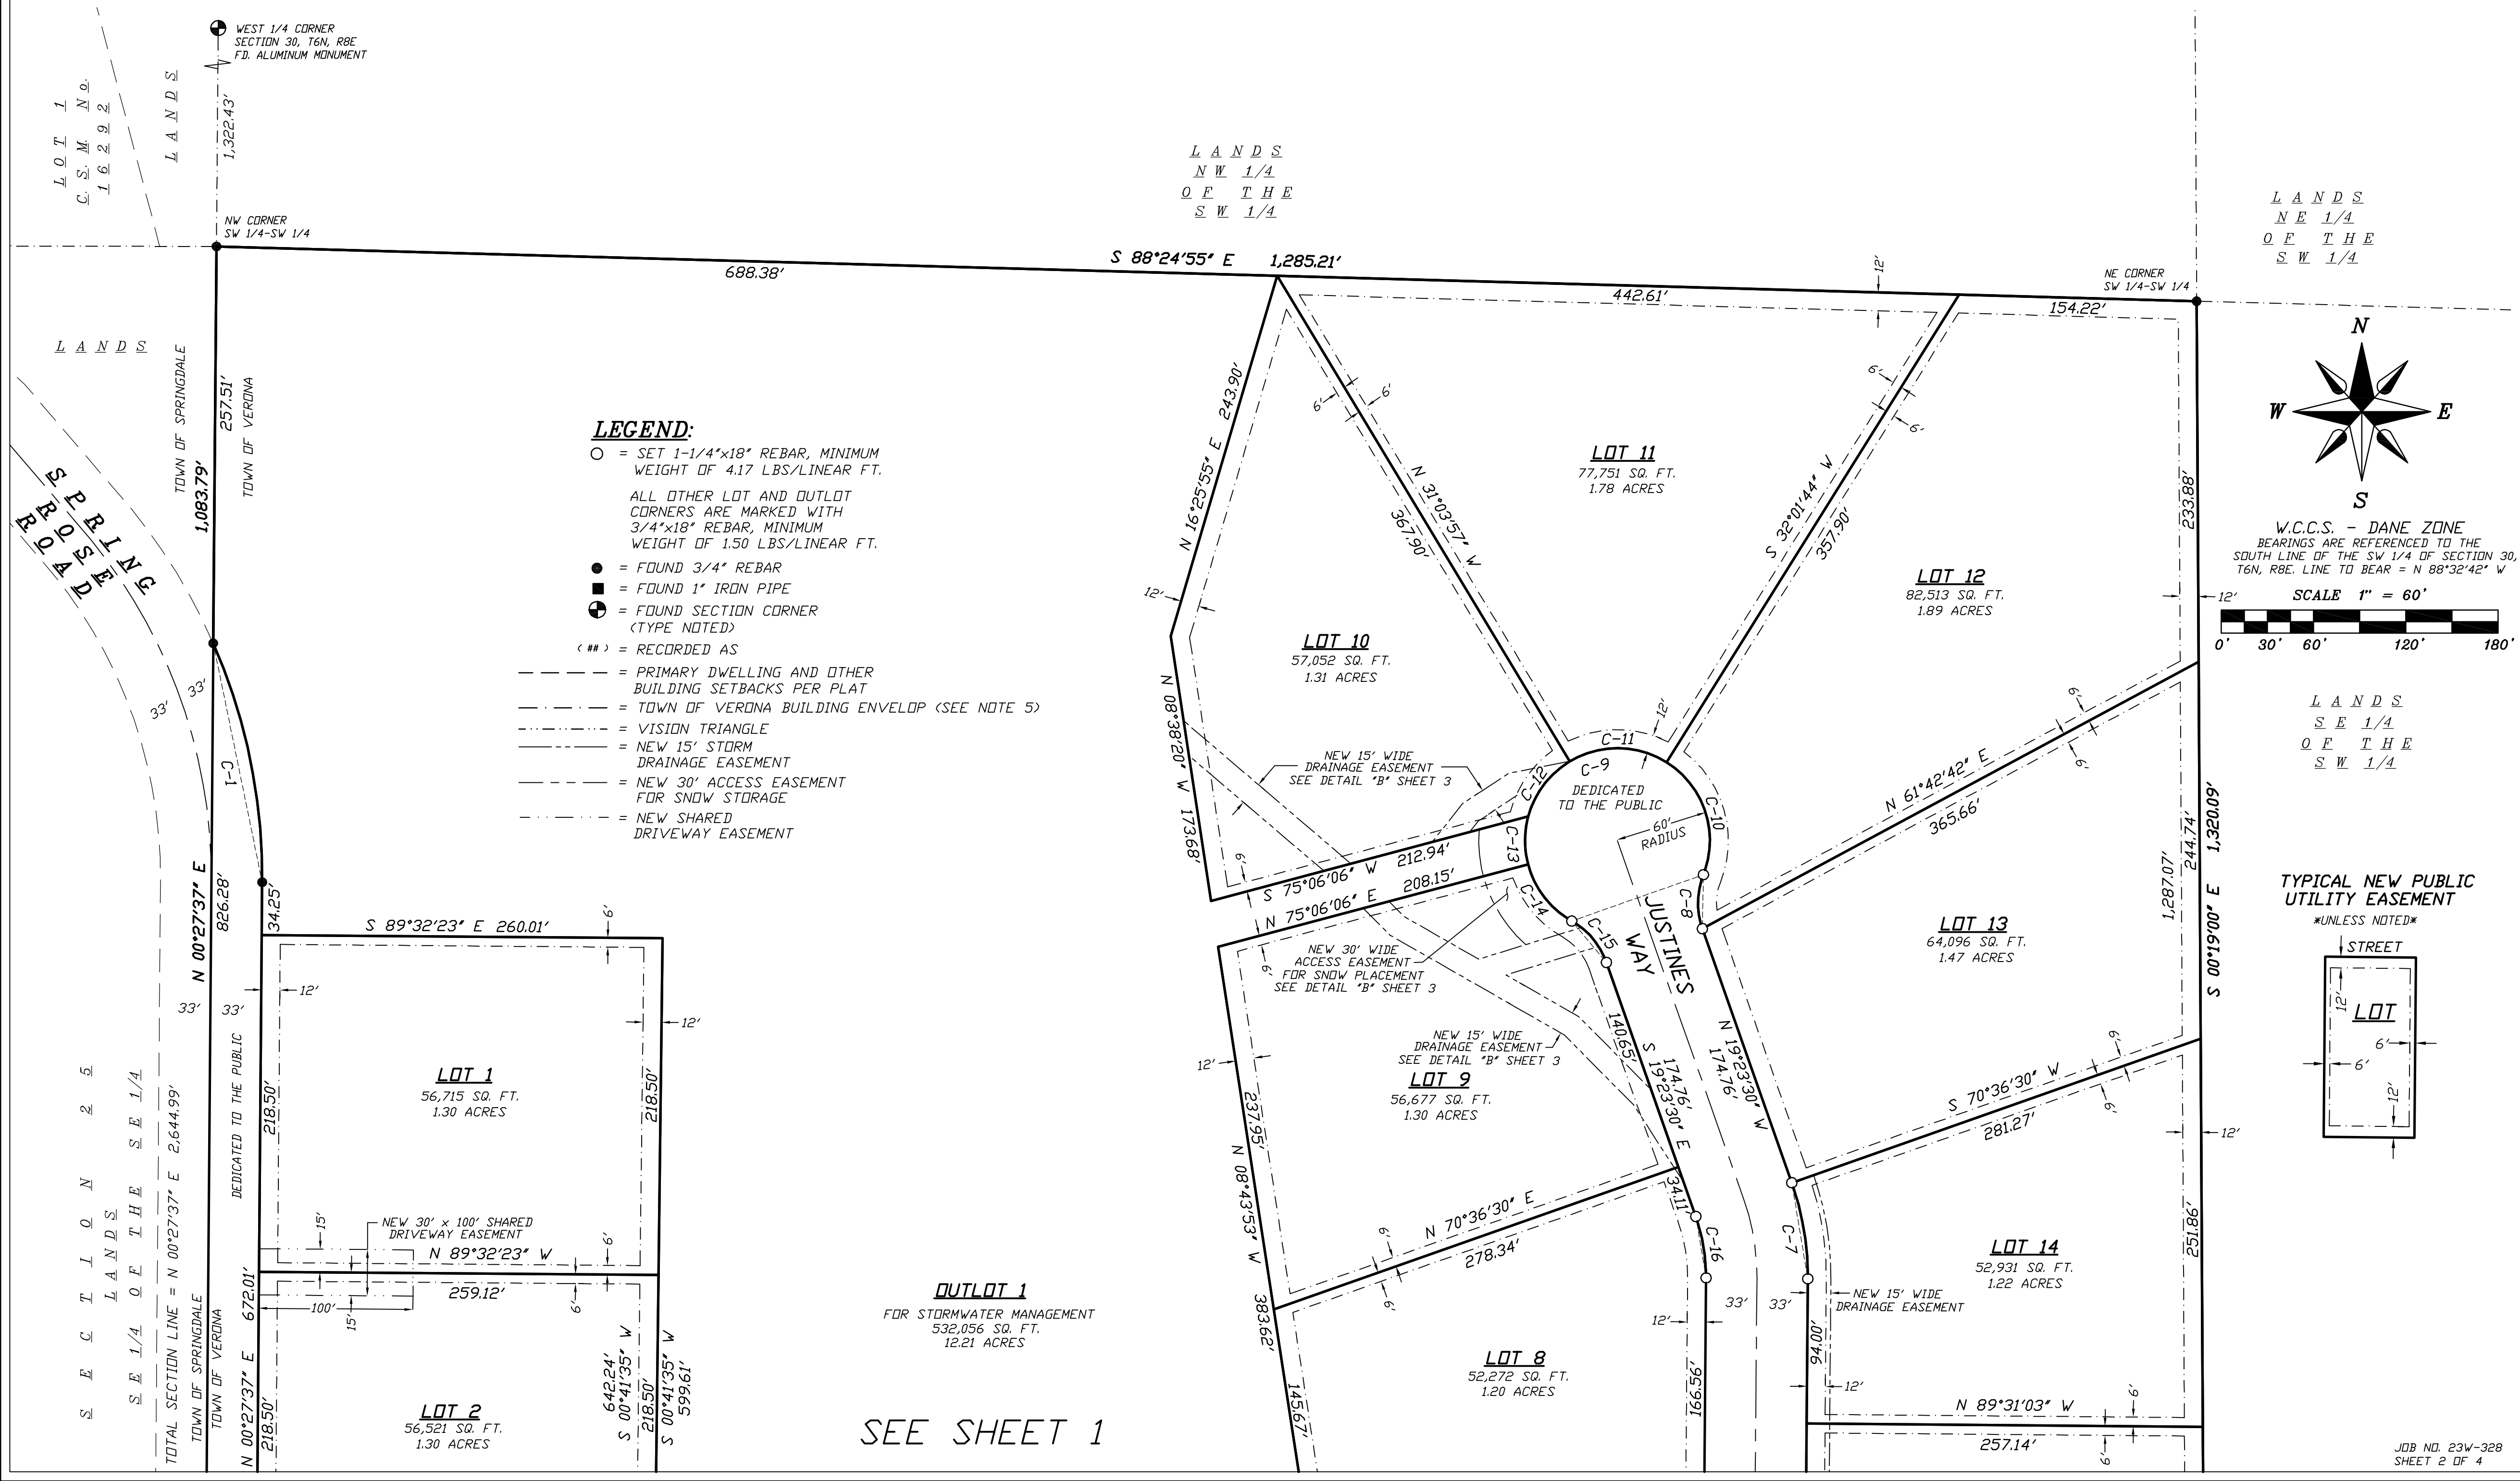 WEST 1/4 CORNER
SECTION 30, T6N, R8E
FD. ALUMINUM MONUMENT
LOT 1
C.S.M No.
16292
LANDS
1,322.43'
NW CORNER
SW 1/4-SW 1/4
LANDS
NW 1/4
OF THE
SW 1/4
LANDS
NE 1/4
OF THE
SW 1/4
S 88°24'55" E 1,285.21'
688.38'
442.61'
12'
154.22'
NE CORNER
SW 1/4-SW 1/4
LANDS
TOWN OF SPRINGDALE
257.51'
TOWN OF VERONA
1,083.79'
SPRING
ROSE
ROAD
33'
33'
C-1
N 00°27'37" E
826.28'
34.25'
33'
33'
DEDICATED TO THE PUBLIC
LEGEND:
= SET 1-1/4"x18" REBAR, MINIMUM
WEIGHT OF 4.17 LBS/LINEAR FT.
ALL OTHER LOT AND OUTLOT
CORNERS ARE MARKED WITH
3/4"x18" REBAR, MINIMUM
WEIGHT OF 1.50 LBS/LINEAR FT.
= FOUND 3/4" REBAR
= FOUND 1" IRON PIPE
= FOUND SECTION CORNER
(TYPE NOTED)
( ## ) = RECORDED AS
= PRIMARY DWELLING AND OTHER
BUILDING SETBACKS PER PLAT
= TOWN OF VERONA BUILDING ENVELOP (SEE NOTE 5)
= VISION TRIANGLE
= NEW 15' STORM
DRAINAGE EASEMENT
= NEW 30' ACCESS EASEMENT
FOR SNOW STORAGE
= NEW SHARED
DRIVEWAY EASEMENT
N 16°25'55" E 243.90'
12'
N 08°38'20" W 173.68'
LOT 10
57,052 SQ. FT.
1.31 ACRES
6'
6'
N 31°03'57" W
367.90'
LOT 11
77,751 SQ. FT.
1.78 ACRES
6'
6'
S 32°01'44" W
357.90'
12'
LOT 12
82,513 SQ. FT.
1.89 ACRES
233.88'
12'
N
W
E
S
W.C.C.S. - DANE ZONE
BEARINGS ARE REFERENCED TO THE
SOUTH LINE OF THE SW 1/4 OF SECTION 30,
T6N, R8E. LINE TO BEAR = N 88°32'42" W
SCALE 1" = 60'
0' 30' 60' 120' 180'
LANDS
SE 1/4
OF THE
SW 1/4
TYPICAL NEW PUBLIC
UTILITY EASEMENT
*UNLESS NOTED*
STREET
12'
LOT
6'
6'
12'
NEW 15' WIDE
DRAINAGE EASEMENT
SEE DETAIL "B" SHEET 3
C-11
C-9
C-12
DEDICATED
TO THE PUBLIC
C-10
60'
RADIUS
C-13
C-14
C-15
C-8
6'
S 75°06'06" W 212.94'
N 75°06'06" E 208.15'
6'
NEW 30' WIDE
ACCESS EASEMENT
FOR SNOW PLACEMENT
SEE DETAIL "B" SHEET 3
JUSTINES
WAY
N 61°42'42" E
365.66'
6'
6'
LOT 13
64,096 SQ. FT.
1.47 ACRES
1,287.07'
244.74'
1,320.09'
S 00°19'00" E
NEW 15' WIDE
DRAINAGE EASEMENT
SEE DETAIL "B" SHEET 3
12'
237.95'
LOT 9
56,677 SQ. FT.
1.30 ACRES
140.65'
174.76'
S 19°23'30" E
N 19°23'30" W
174.76'
S 70°36'30" W
281.27'
6'
6'
12'
34.11'
C-16
C-7
N 08°43'53" W 383.62'
N 70°36'30" E
278.34'
6'
6'
LOT 14
52,931 SQ. FT.
1.22 ACRES
NEW 15' WIDE
DRAINAGE EASEMENT
251.86'
33'
33'
12'
94.00'
12'
166.56'
LOT 8
52,272 SQ. FT.
1.20 ACRES
145.67'
N 89°31'03" W
257.14'
6'
6'
S 89°32'23" E 260.01'
6'
12'
12'
LOT 1
56,715 SQ. FT.
1.30 ACRES
218.50'
218.50'
NEW 30' x 100' SHARED
DRIVEWAY EASEMENT
15'
N 89°32'23" W
6'
259.12'
100'
15'
6'
SECTION 25
LANDS
SE 1/4 OF THE SE 1/4
TOTAL SECTION LINE = N 00°27'37" E 2,644.99'
TOWN OF SPRINGDALE
TOWN OF VERONA
N 00°27'37" E 672.01'
218.50'
LOT 2
56,521 SQ. FT.
1.30 ACRES
642.24'
S 00°41'35" W
218.50'
S 00°41'35" W
599.61'
OUTLOT 1
FOR STORMWATER MANAGEMENT
532,056 SQ. FT.
12.21 ACRES
SEE SHEET 1
JOB NO. 23W-328
SHEET 2 OF 4